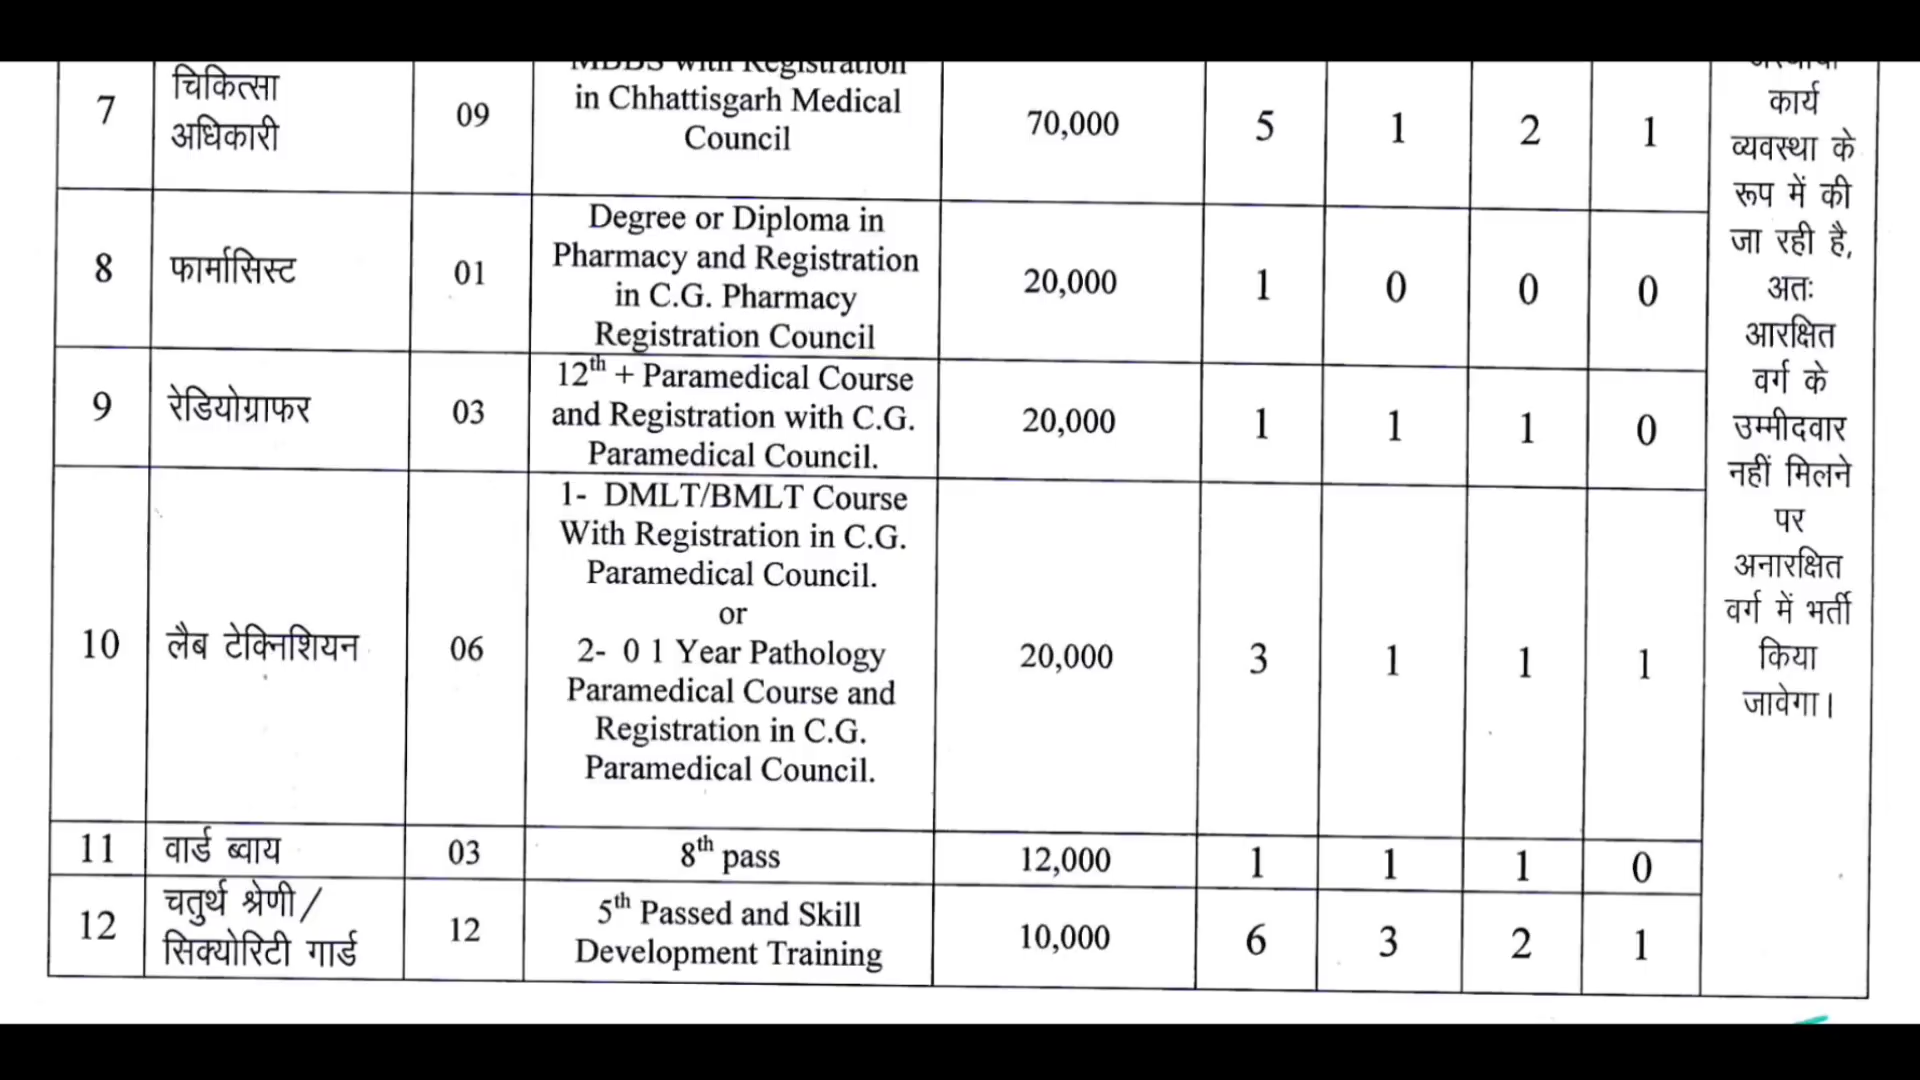 7
चिकित्सा
अधिकारी
09
MBBS with Registration
in Chhattisgarh Medical
Council
70,000
5
1
2
1
8
फार्मासिस्ट
01
Degree or Diploma in
Pharmacy and Registration
in C.G. Pharmacy
Registration Council
20,000
1
0
0
0
9
रेडियोग्राफर
03
12th + Paramedical Course
and Registration with C.G.
Paramedical Council.
20,000
1
1
1
0
10
लैब टेक्निशियन
06
1- DMLT/BMLT Course
With Registration in C.G.
Paramedical Council.
or
2- 0 1 Year Pathology
Paramedical Course and
Registration in C.G.
Paramedical Council.
20,000
3
1
1
1
11
वार्ड ब्वाय
03
8th pass
12,000
1
1
1
0
12
चतुर्थ श्रेणी/
सिक्योरिटी गार्ड
12
5th Passed and Skill
Development Training
10,000
6
3
2
1
कार्य
व्यवस्था के
रूप में की
जा रही है,
अतः
आरक्षित
वर्ग के
उम्मीदवार
नहीं मिलने
पर
अनारक्षित
वर्ग में भर्ती
किया
जावेगा।